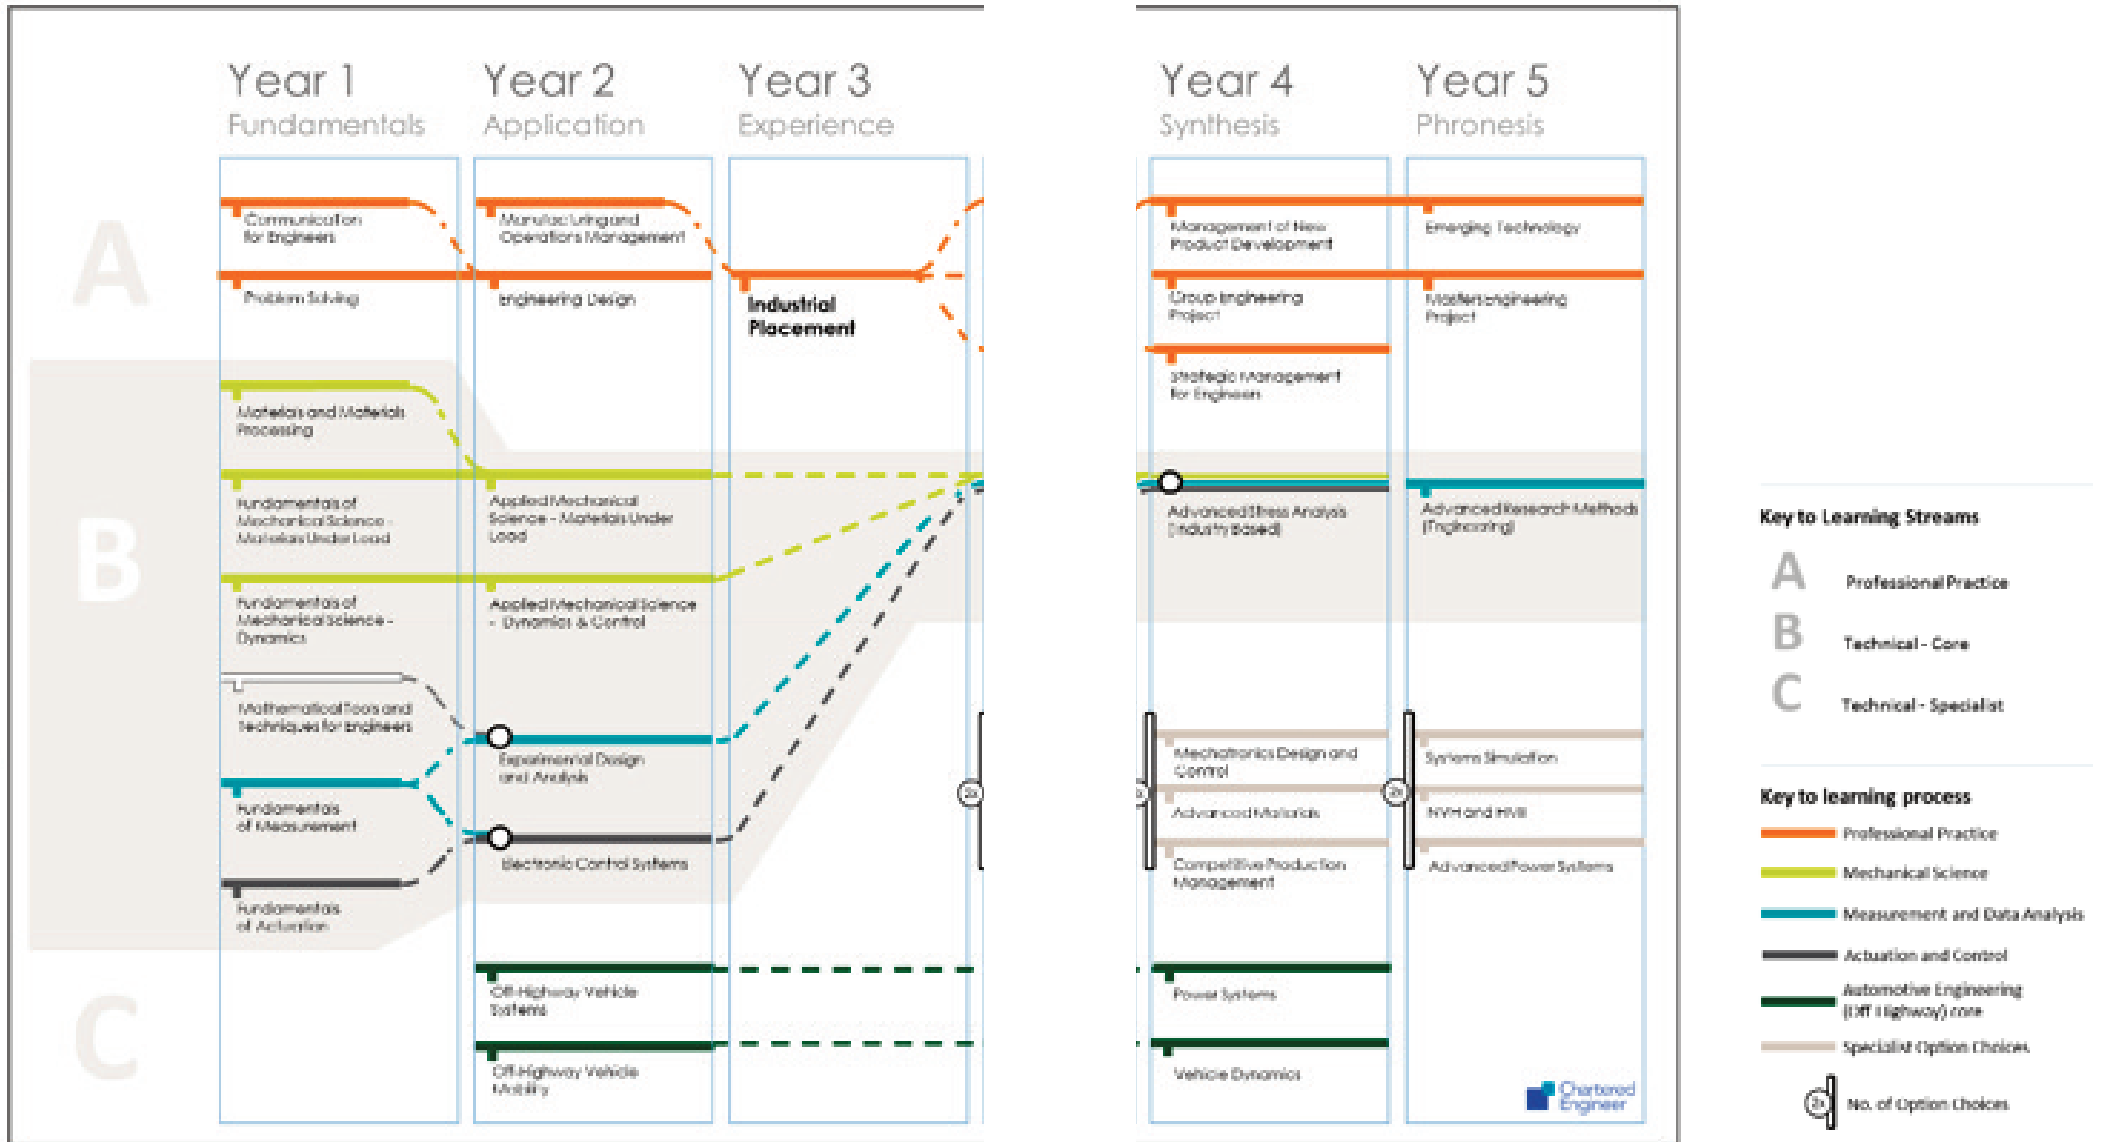 Year 1
Fundamentals
Year 2
Application
Year 3
Experience
Year 4
Synthesis
Year 5
Phronesis
A
Communication
for Engineers
Problem Solving
Manufacturing and
Operations Management
Engineering Design
Industrial
Placement
Management of New
Product Development
Group Engineering
Project
Strategic Management
for Engineers
Emerging Technology
Masters Engineering
Project
B
Materials and Materials
Processing
Fundamentals of
Mechanical Science -
Materials Under Load
Fundamentals of
Mechanical Science -
Dynamics
Mathematical Tools and
Techniques for Engineers
Fundamentals
of Measurement
Fundamentals
of Actuation
Applied Mechanical
Science - Materials Under
Load
Applied Mechanical Science
- Dynamics & Control
Experimental Design
and Analysis
Electronic Control Systems
Advanced Stress Analysis
(Industry Based)
Advanced Research Methods
(Engineering)
2x
Mechatronics Design and
Control
Advanced Materials
Competitive Production
Management
2x
Systems Simulation
NVH and HVII
Advanced Power Systems
C
Off-Highway Vehicle
Systems
Off-Highway Vehicle
Mobility
Power Systems
Vehicle Dynamics
Chartered
Engineer
Key to Learning Streams
A Professional Practice
B Technical - Core
C Technical - Specialist
Key to learning process
Professional Practice
Mechanical Science
Measurement and Data Analysis
Actuation and Control
Automotive Engineering
(Off Highway) core
Specialist Option Choices
2x No. of Option Choices